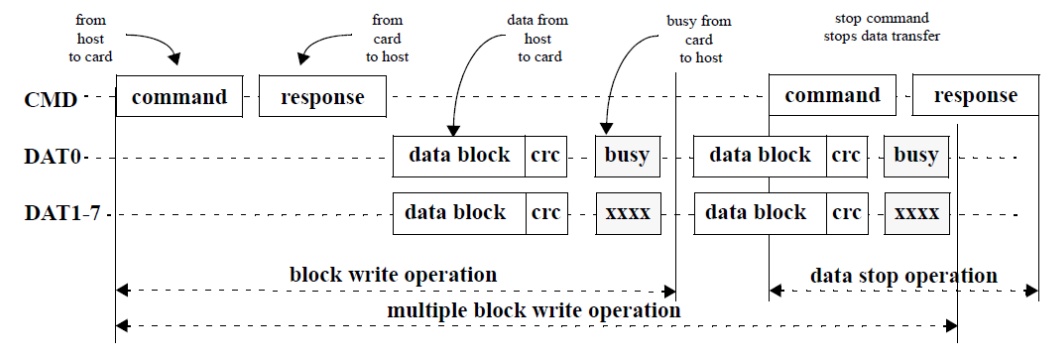 from
host
to card
from
card
to host
data from
host
to card
busy from
card
to host
stop command
stops data transfer
CMD command response command response
DAT0 data block crc busy data block crc busy
DAT1-7 data block crc xxxx data block crc xxxx
block write operation data stop operation
multiple block write operation